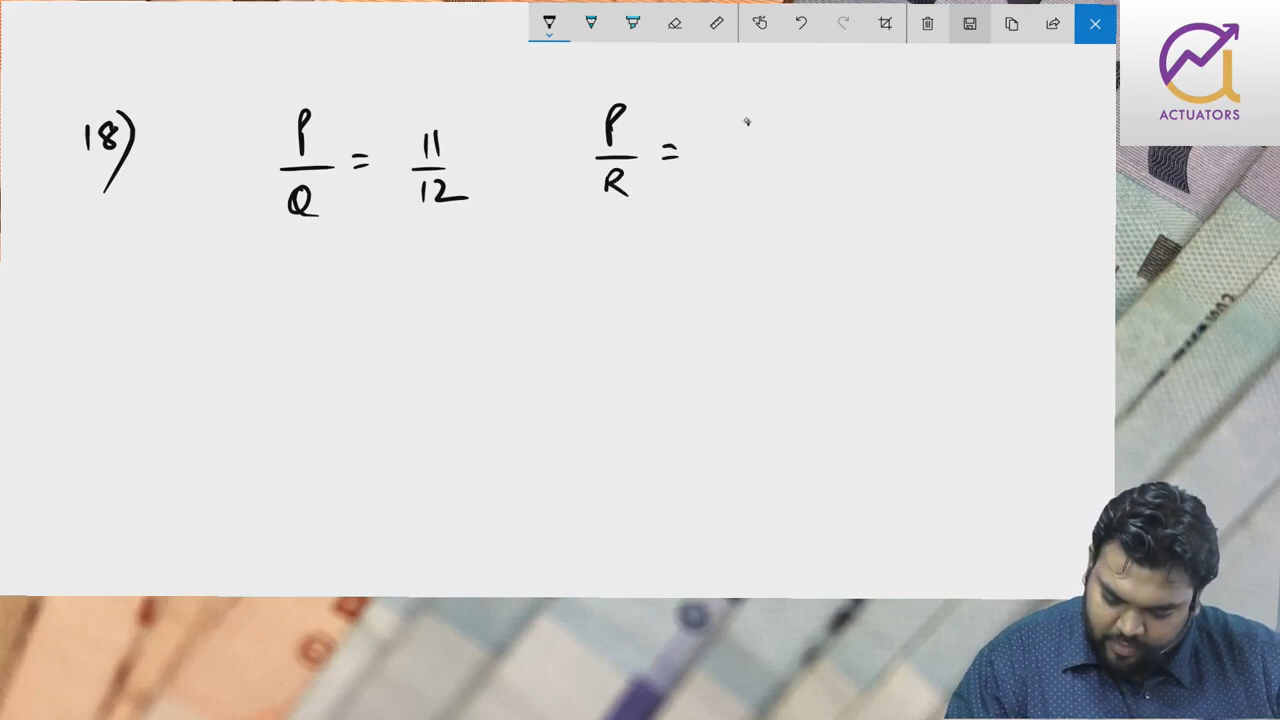 18) P/Q = 11/12 P/R =
ACTUATORS